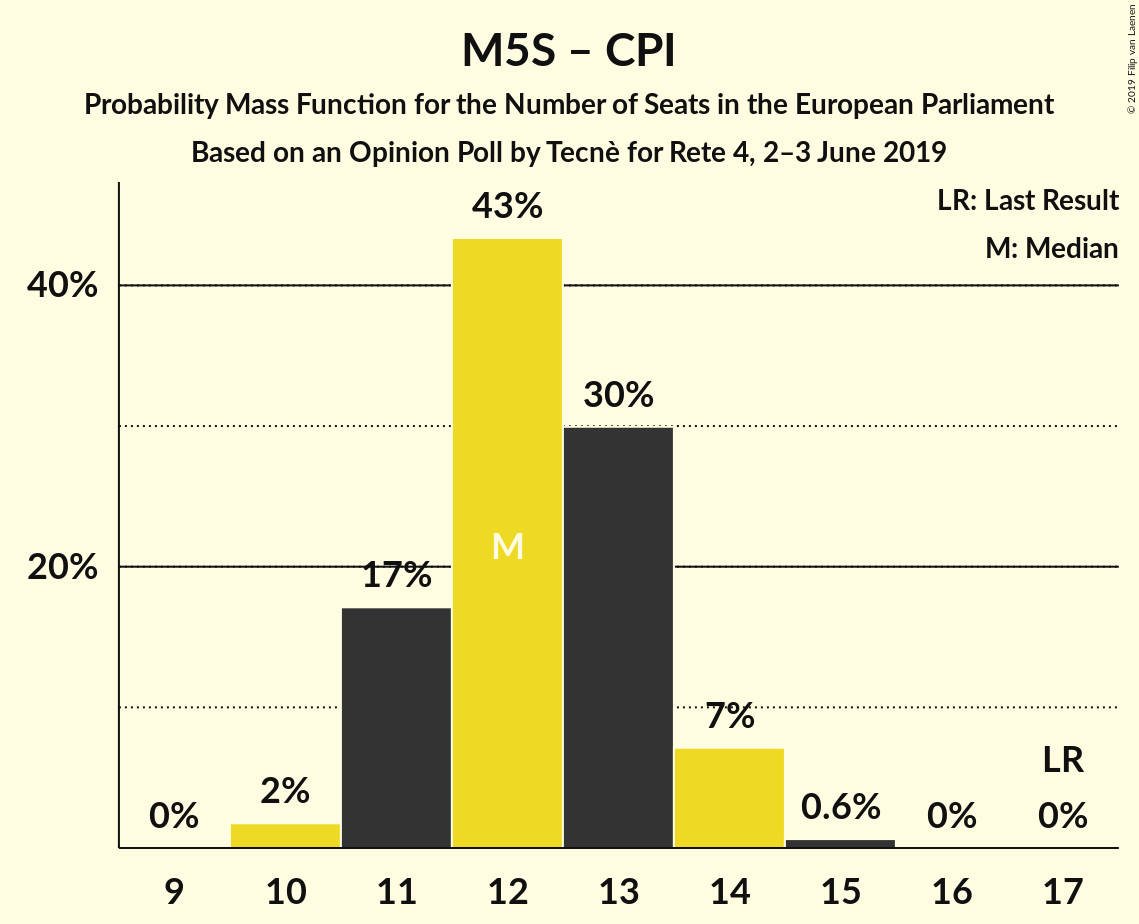 M5S – CPI
Probability Mass Function for the Number of Seats in the European Parliament
Based on an Opinion Poll by Tecnè for Rete 4, 2–3 June 2019
© 2019 Filip van Laenen
LR: Last Result
M: Median
43%
40%
30%
M
20%
17%
7%
LR
2%
0.6%
0%
0%
0%
9 10 11 12 13 14 15 16 17